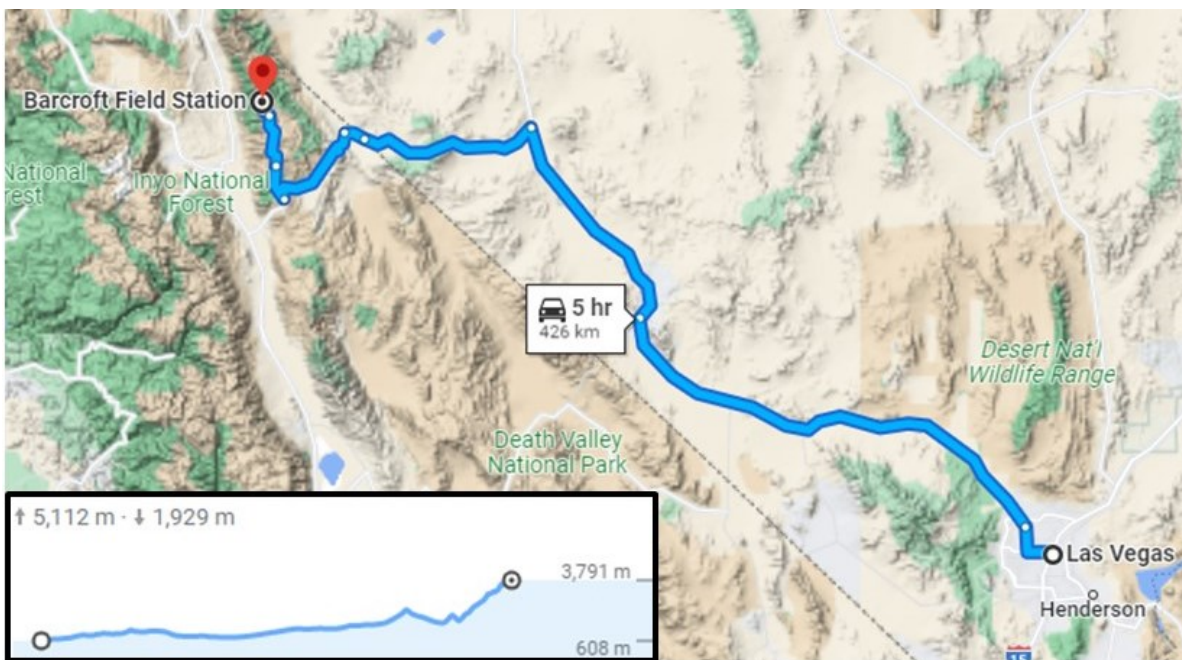 Barcroft Field Station
National
rest
Inyo National
Forest
5 hr
426 km
Desert Nat'l
Wildlife Range
Death Valley
National Park
Las Vegas
Henderson
15
↑ 5,112 m · ↓ 1,929 m
3,791 m
608 m